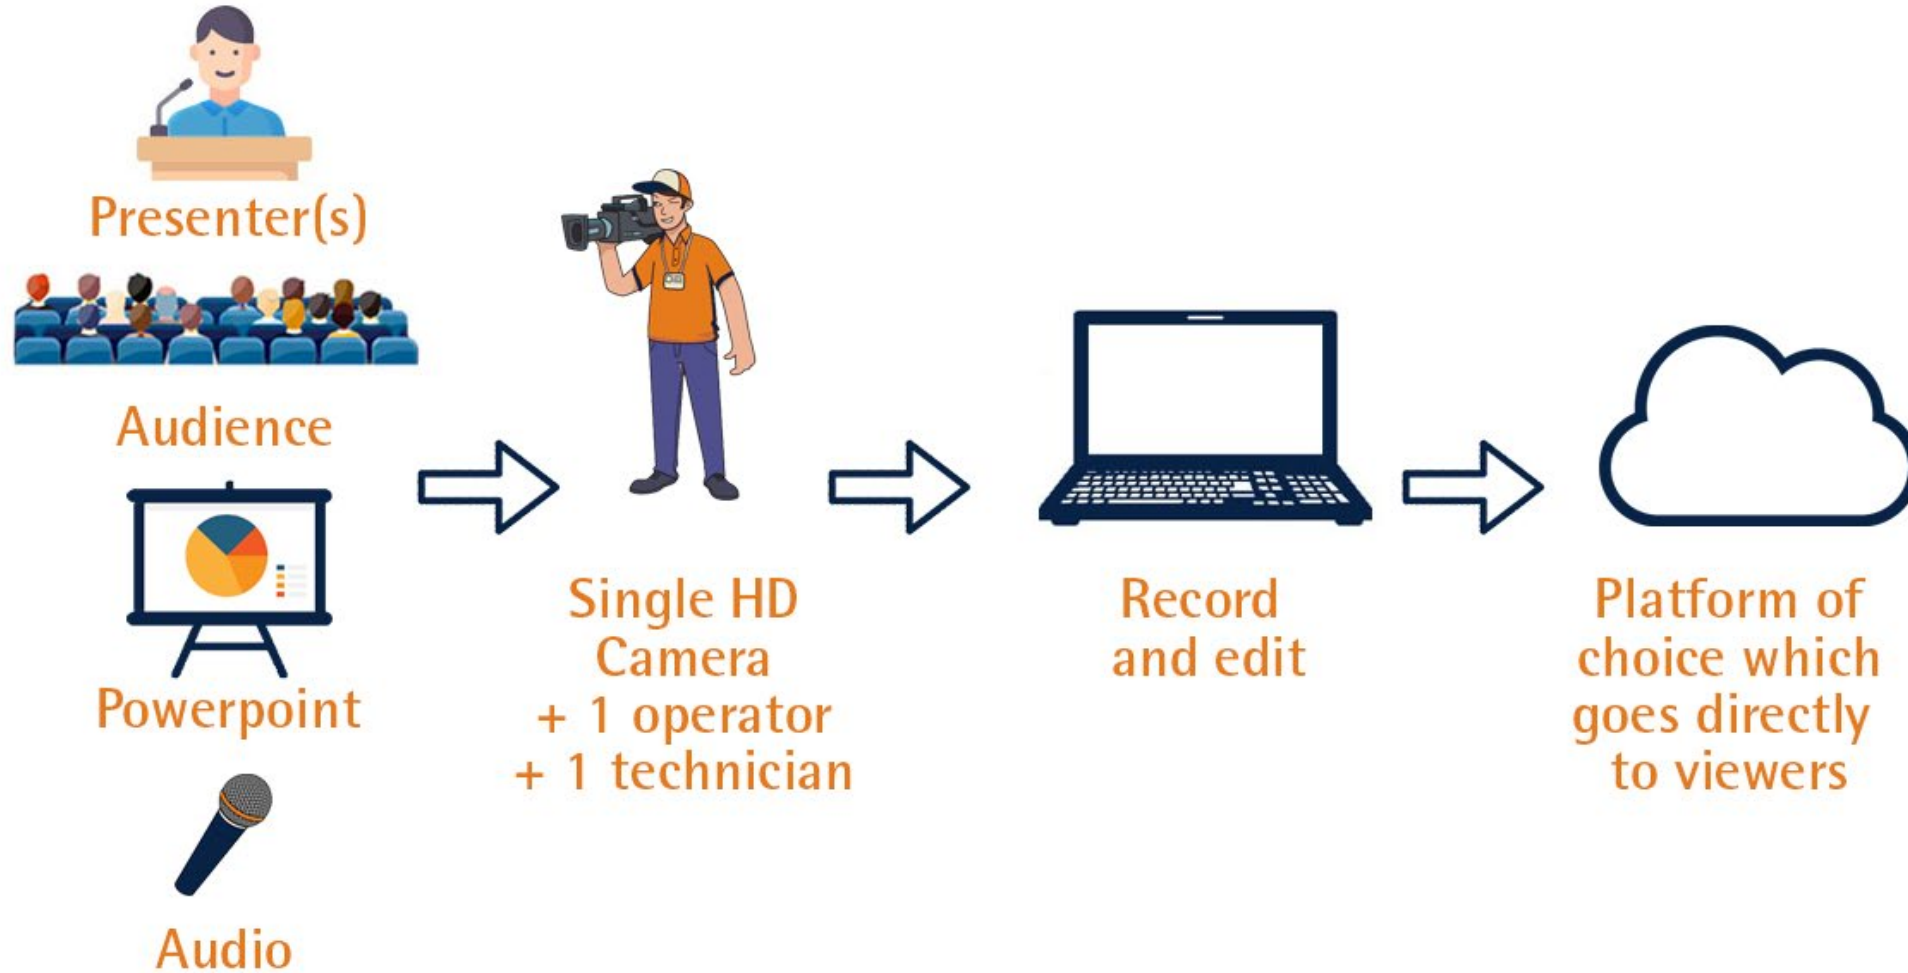 Presenter(s)
Audience
Powerpoint
Audio
Single HD
Camera
+ 1 operator
+ 1 technician
Record
and edit
Platform of
choice which
goes directly
to viewers